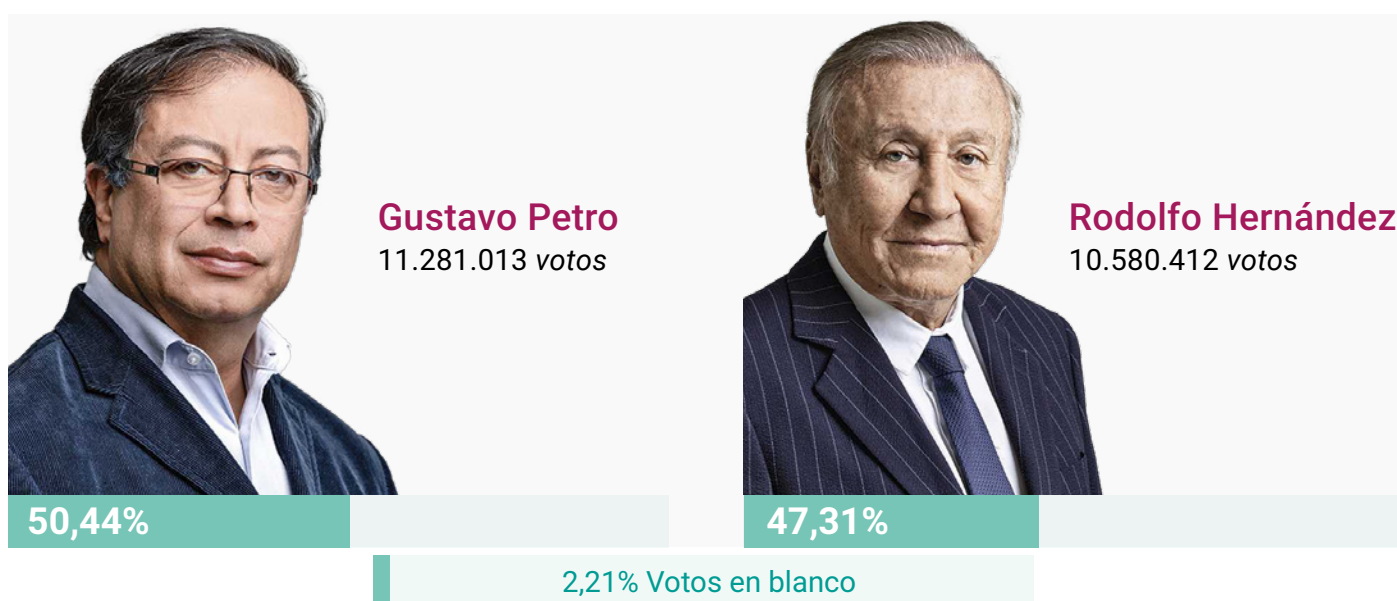 Gustavo Petro
11.281.013 votos
50,44%
Rodolfo Hernández
10.580.412 votos
47,31%
2,21% Votos en blanco